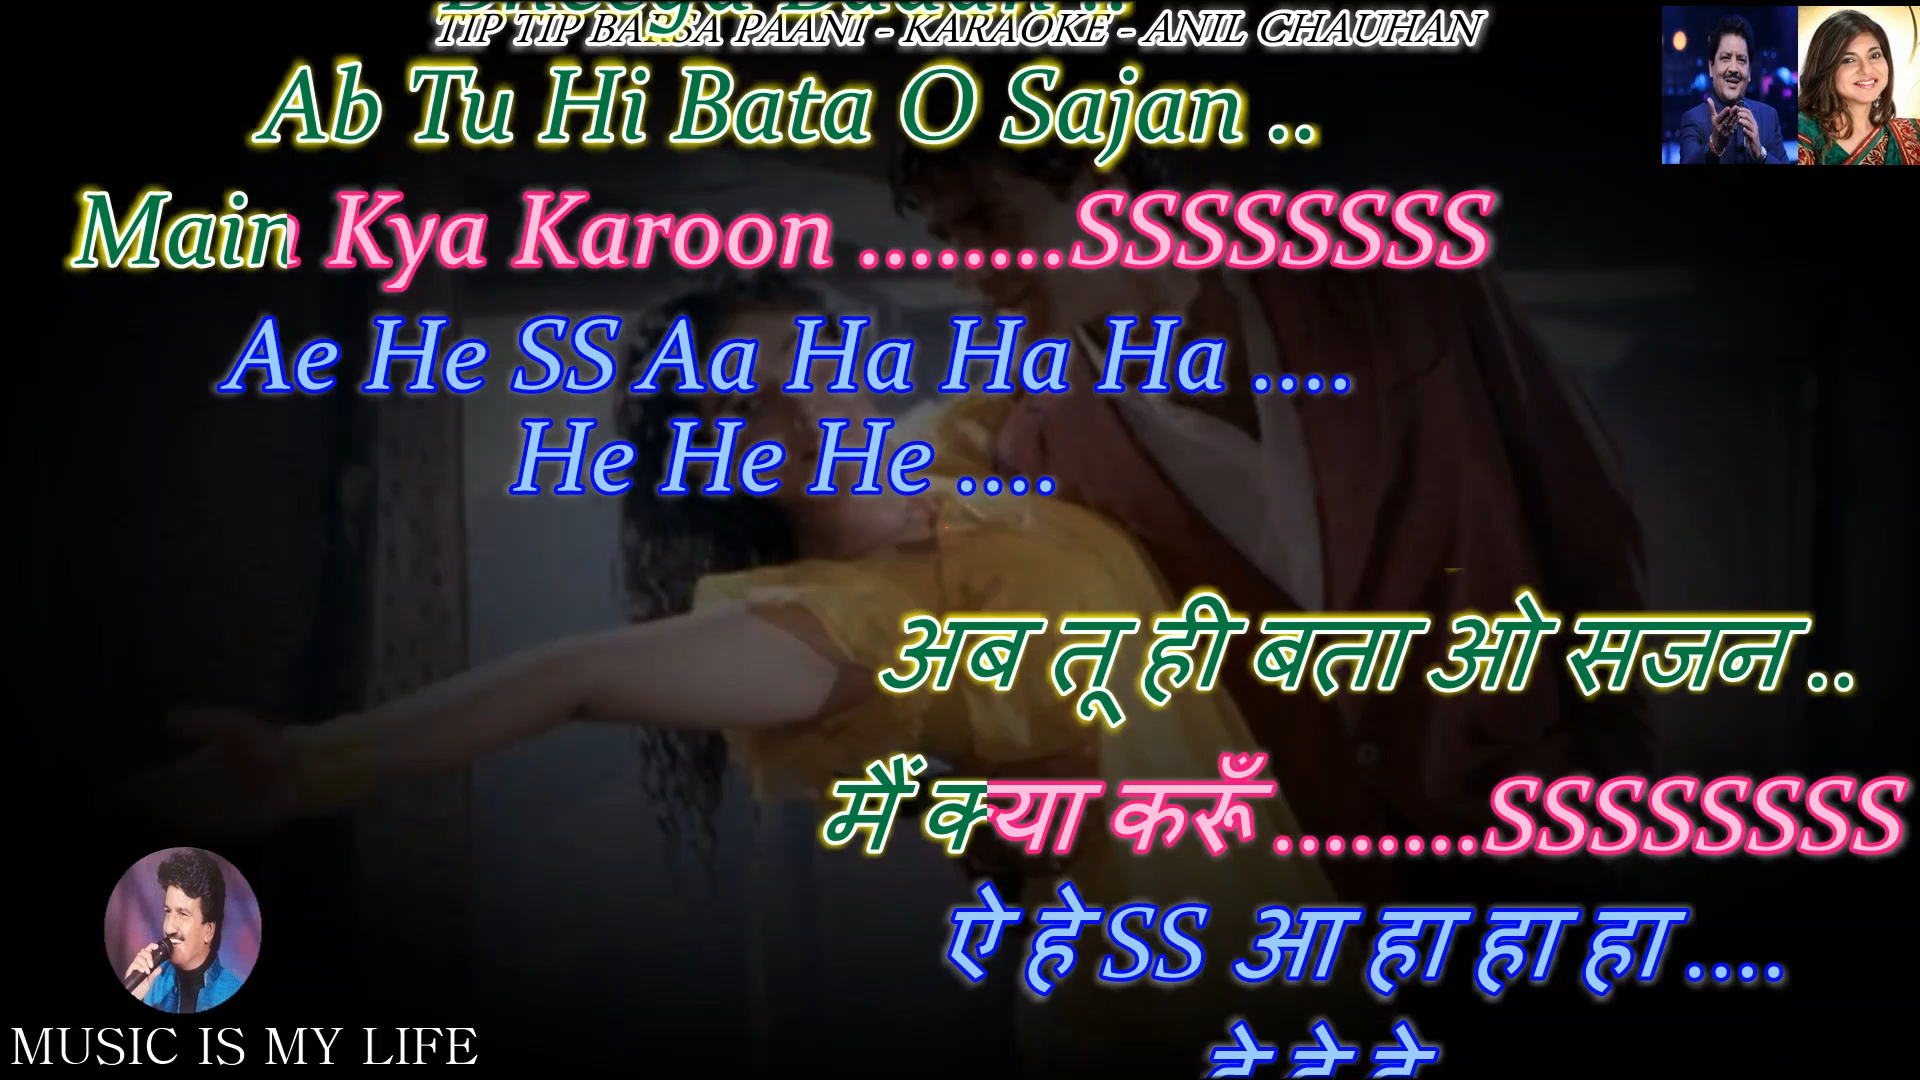 TIP TIP BARSA PAANI - KARAOKE - ANIL CHAUHAN
Ab Tu Hi Bata O Sajan ..
Main Kya Karoon ........SSSSSSSS
Ae He SS Aa Ha Ha Ha ....
He He He ....
अब तू ही बता ओ सजन ..
मैं क्या करूँ ........SSSSSSSS
ऐ हे SS आ हा हा हा ....
हे हे हे
MUSIC IS MY LIFE